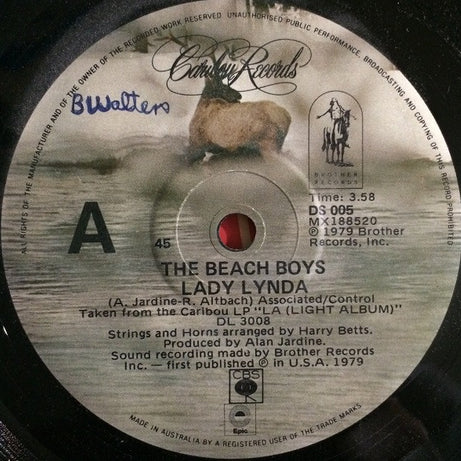 ALL RIGHTS OF THE MANUFACTURER AND OF THE OWNER OF THE RECORDED WORK RESERVED UNAUTHORISED PUBLIC PERFORMANCE, BROADCASTING AND COPYING OF THIS RECORD PROHIBITED
Caribou Records
BWalters
BROTHER
RECORDS
Time: 3.58
DS 005
MX188520
℗ 1979 Brother
Records, Inc.
A
45
THE BEACH BOYS
LADY LYNDA
(A. Jardine-R. Altbach) Associated/Control
Taken from the Caribou LP "LA (LIGHT ALBUM)"
DL 3008
Strings and Horns arranged by Harry Betts.
Produced by Alan Jardine.
Sound recording made by Brother Records
Inc. — first published ℗ in U.S.A. 1979
CBS
Epic
MADE IN AUSTRALIA BY A REGISTERED USER OF THE TRADE MARKS